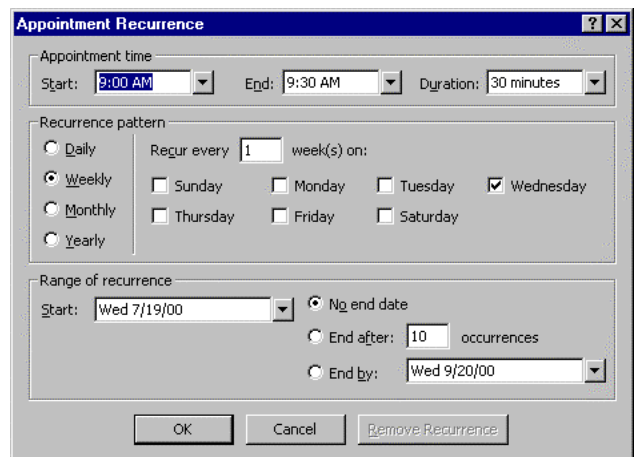 Appointment Recurrence
Appointment time
Start: 9:00 AM End: 9:30 AM Duration: 30 minutes
Recurrence pattern
Daily Recur every 1 week(s) on:
Weekly Sunday Monday Tuesday Wednesday
Monthly Thursday Friday Saturday
Yearly
Range of recurrence
Start: Wed 7/19/00 No end date
End after: 10 occurrences
End by: Wed 9/20/00
OK Cancel Remove Recurrence